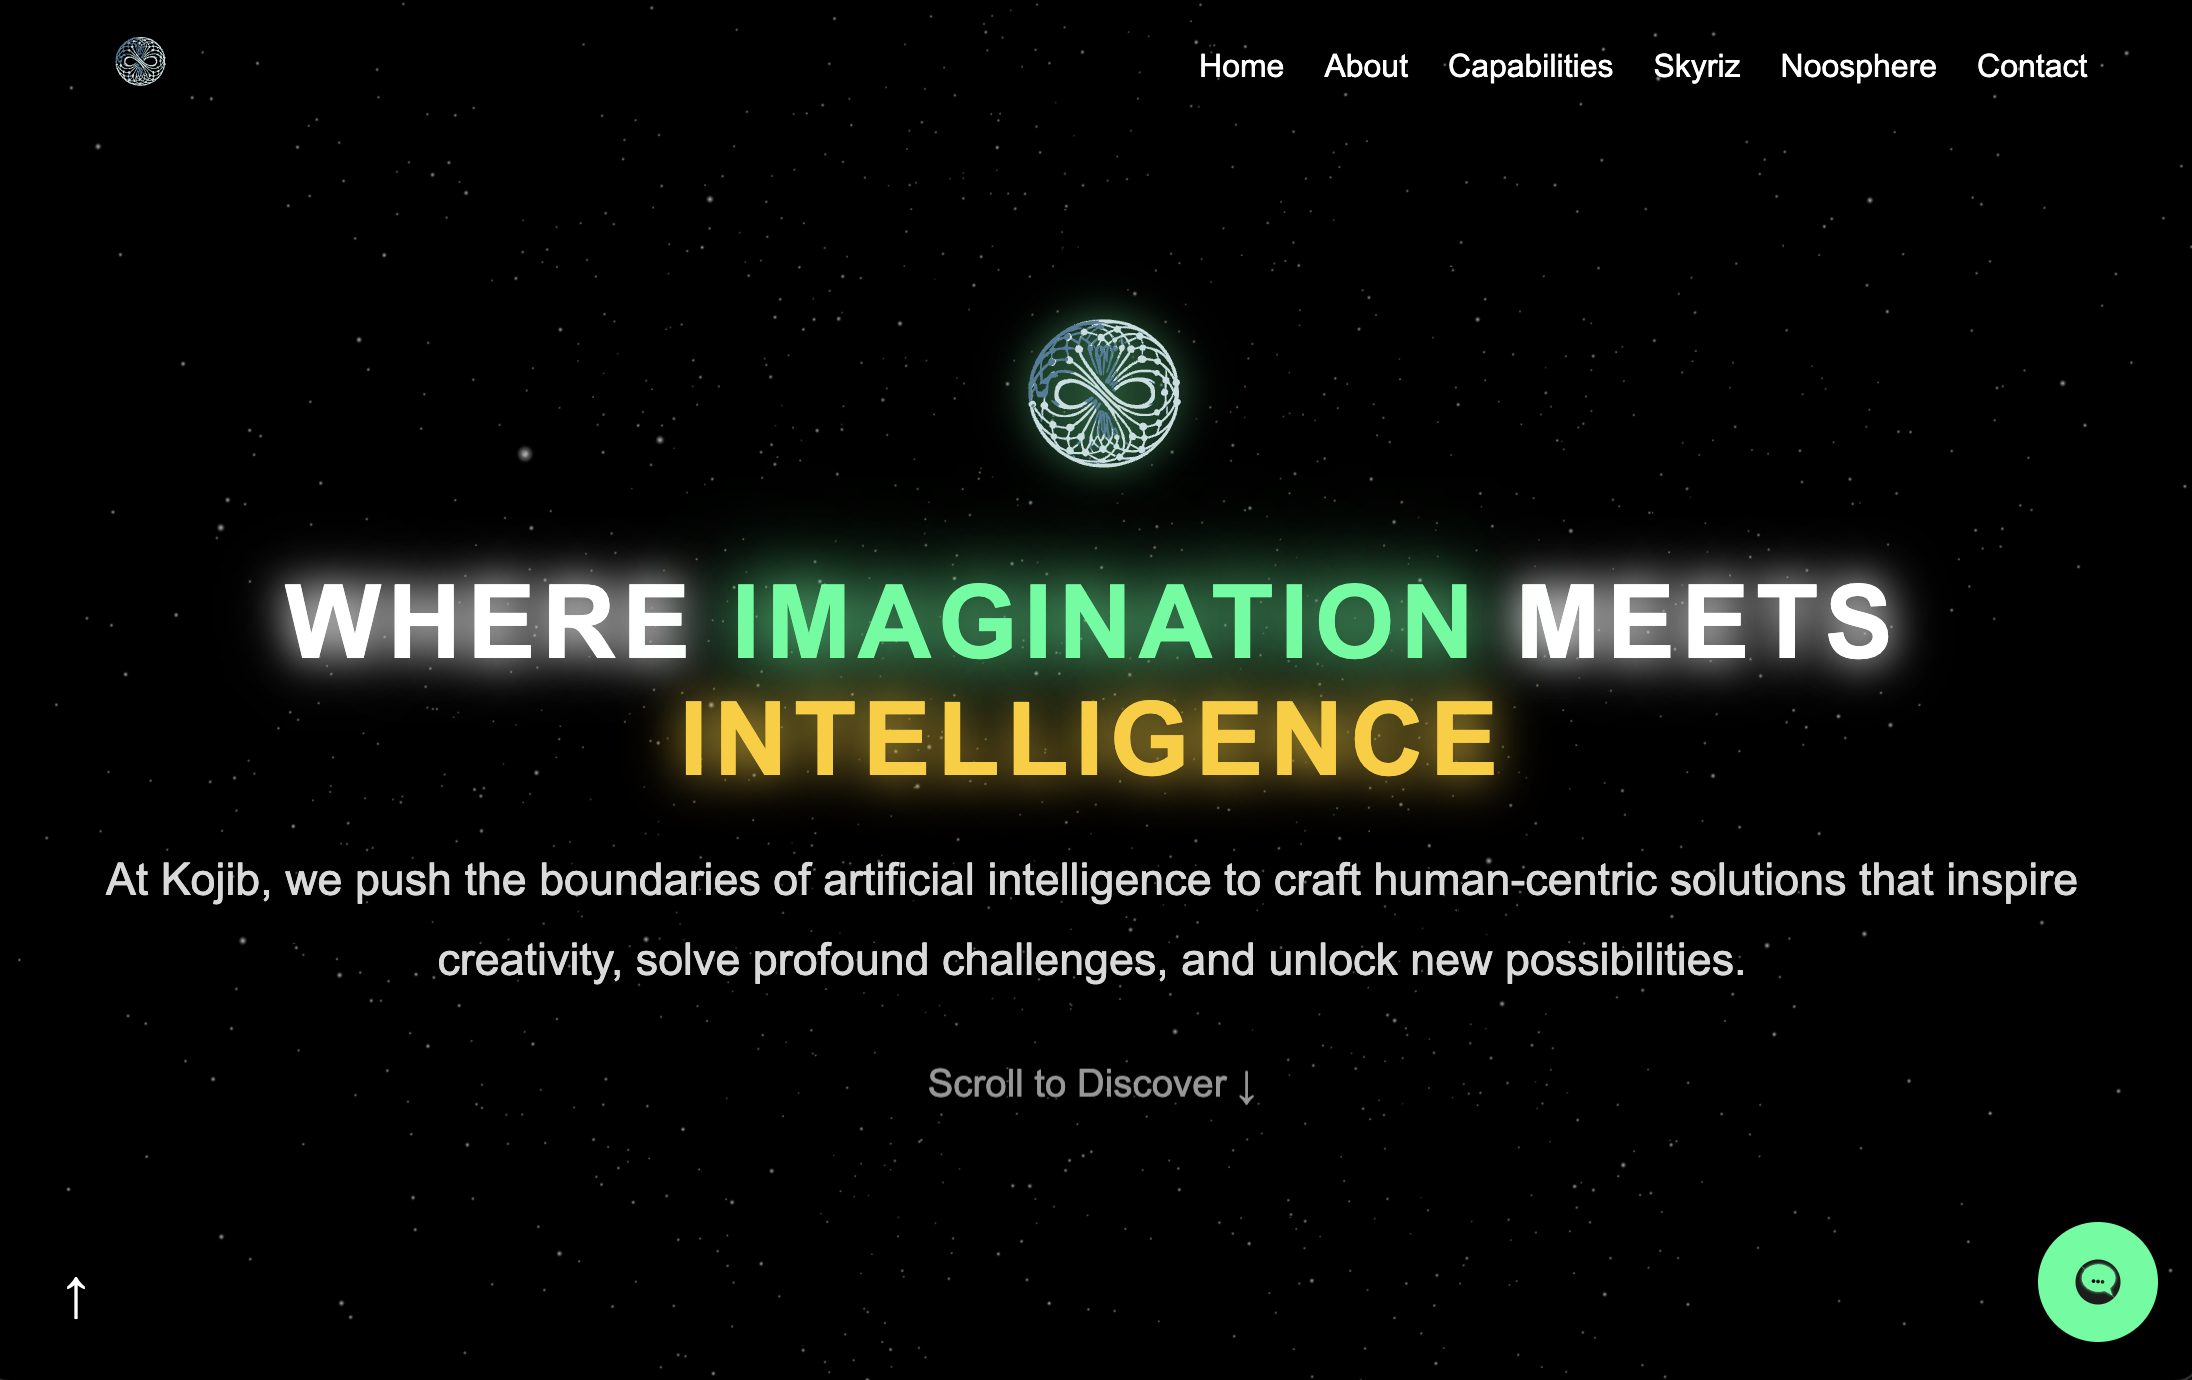 Home About Capabilities Skyriz Noosphere Contact
WHERE IMAGINATION MEETS
INTELLIGENCE
At Kojib, we push the boundaries of artificial intelligence to craft human-centric solutions that inspire
creativity, solve profound challenges, and unlock new possibilities.
Scroll to Discover ↓
↑